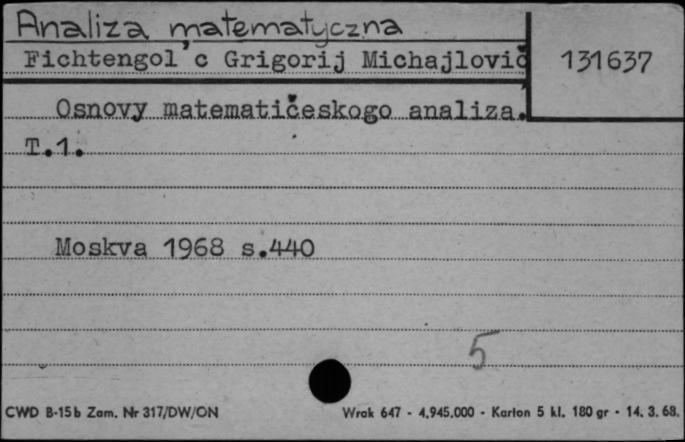 Analiza matematyczna
Fichtengol'c Grigorij Michajlovič
131637
Osnovy matematičeskogo analiza.
T.1.
Moskva 1968 s.440
5
CWD B-15b Zam. Nr 317/DW/ON
Wrak 647 - 4.945.000 - Karton 5 kl. 180 gr - 14. 3. 68.